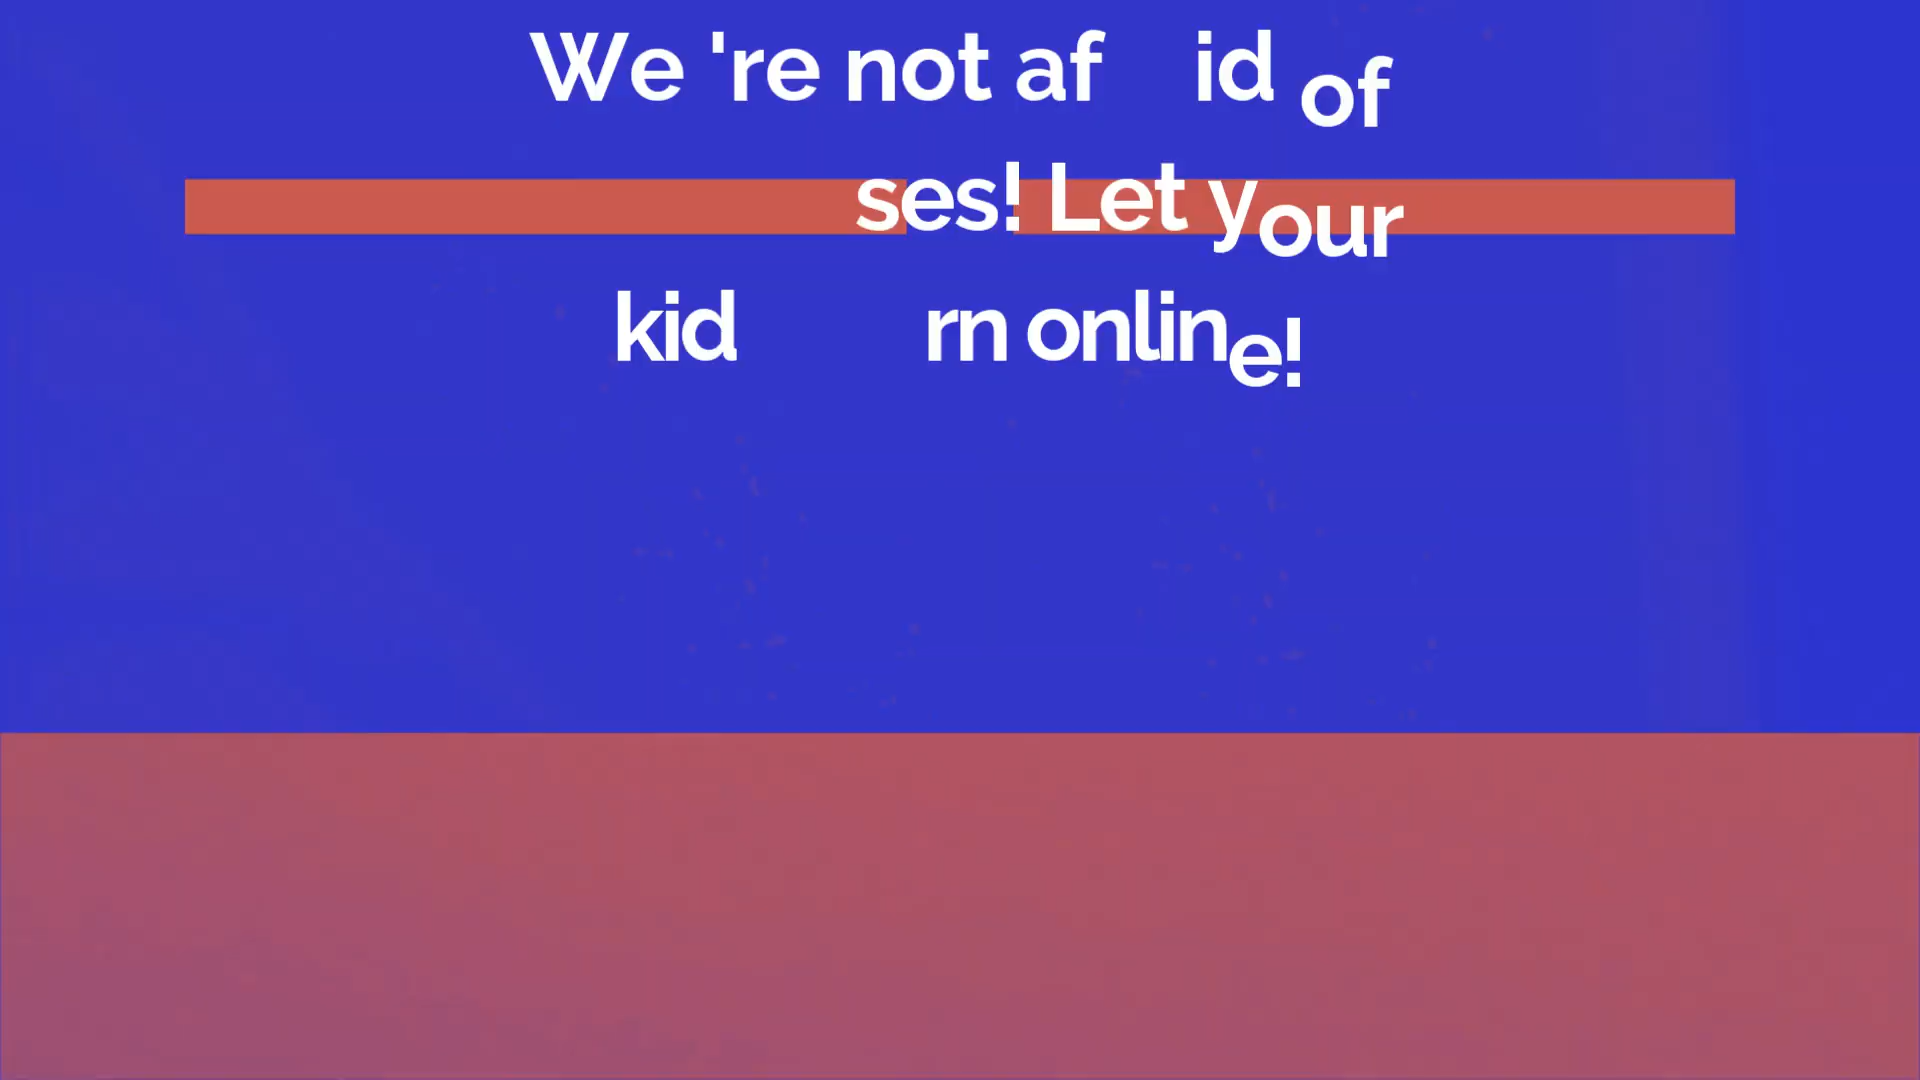 We 're not af id of
ses! Let your
kid rn online!